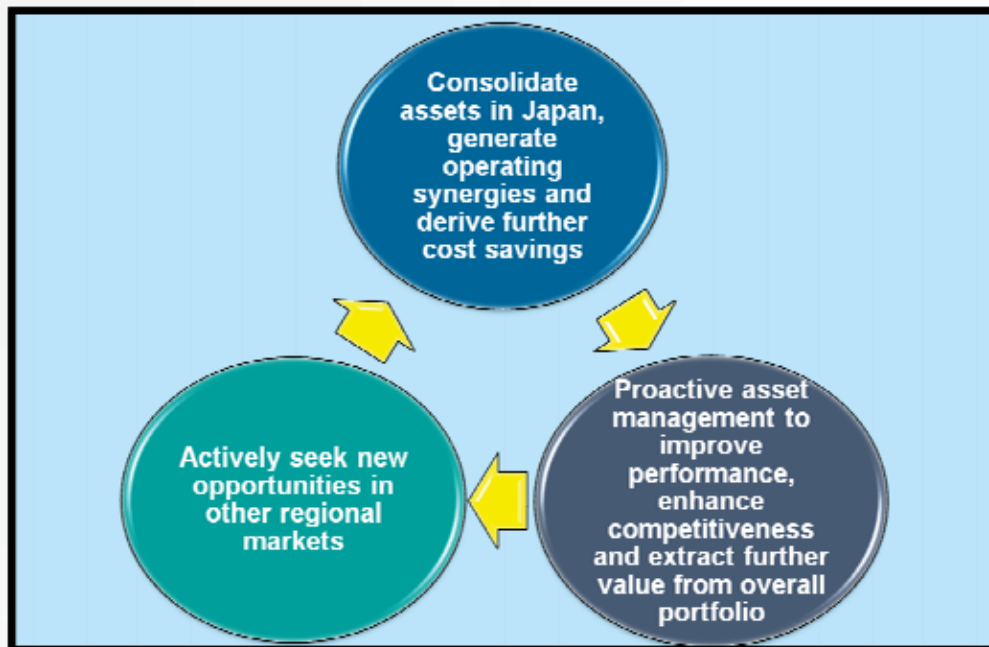 Consolidate
assets in Japan,
generate
operating
synergies and
derive further
cost savings
Proactive asset
management to
improve
performance,
enhance
competitiveness
and extract further
value from overall
portfolio
Actively seek new
opportunities in
other regional
markets